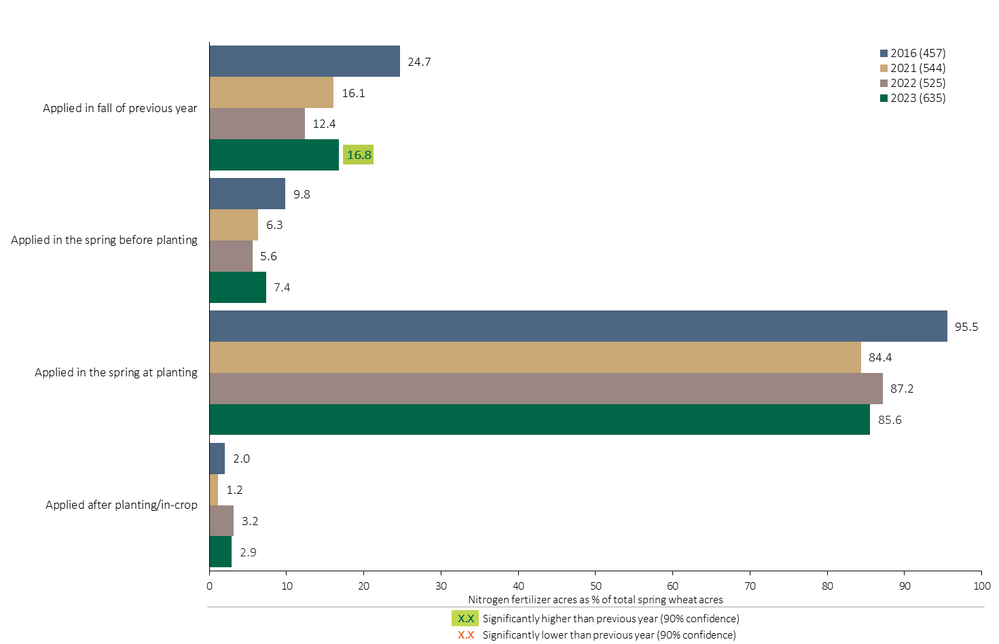 2016 (457)
2021 (544)
2022 (525)
2023 (635)
Applied in fall of previous year
24.7
16.1
12.4
16.8
Applied in the spring before planting
9.8
6.3
5.6
7.4
Applied in the spring at planting
95.5
84.4
87.2
85.6
Applied after planting/in-crop
2.0
1.2
3.2
2.9
0 10 20 30 40 50 60 70 80 90 100
Nitrogen fertilizer acres as % of total spring wheat acres
X.X Significantly higher than previous year (90% confidence)
X.X Significantly lower than previous year (90% confidence)